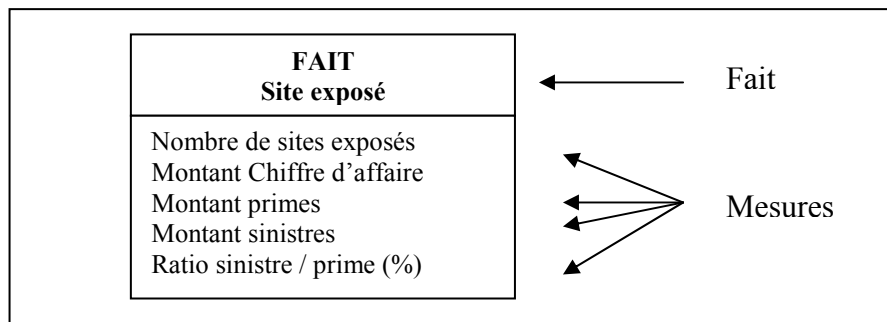 FAIT
Site exposé
Fait
Nombre de sites exposés
Montant Chiffre d’affaire
Montant primes
Montant sinistres
Ratio sinistre / prime (%)
Mesures